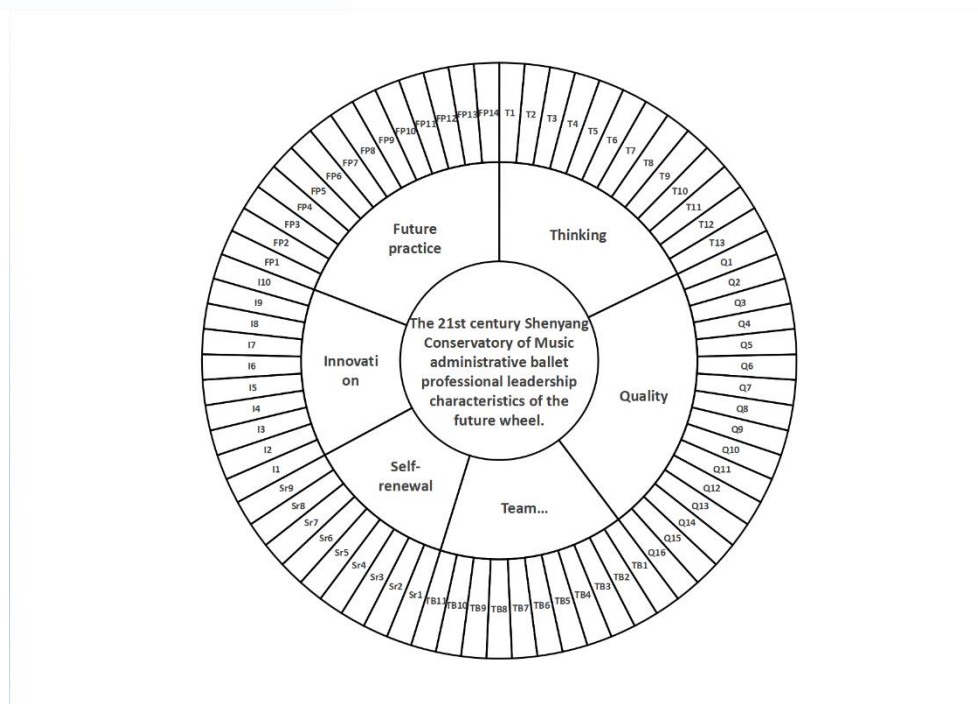 The 21st century Shenyang
Conservatory of Music
administrative ballet
professional leadership
characteristics of the
future wheel.
Thinking
Quality
Team...
Self-
renewal
Innovati
on
Future
practice
T1
T2
T3
T4
T5
T6
T7
T8
T9
T10
T11
T12
T13
Q1
Q2
Q3
Q4
Q5
Q6
Q7
Q8
Q9
Q10
Q11
Q12
Q13
Q14
Q15
Q16
TB1
TB2
TB3
TB4
TB5
TB6
TB7
TB8
TB9
TB10
TB11
Sr1
Sr2
Sr3
Sr4
Sr5
Sr6
Sr7
Sr8
Sr9
I1
I2
I3
I4
I5
I6
I7
I8
I9
I10
FP1
FP2
FP3
FP4
FP5
FP6
FP7
FP8
FP9
FP10
FP11
FP12
FP13
FP14